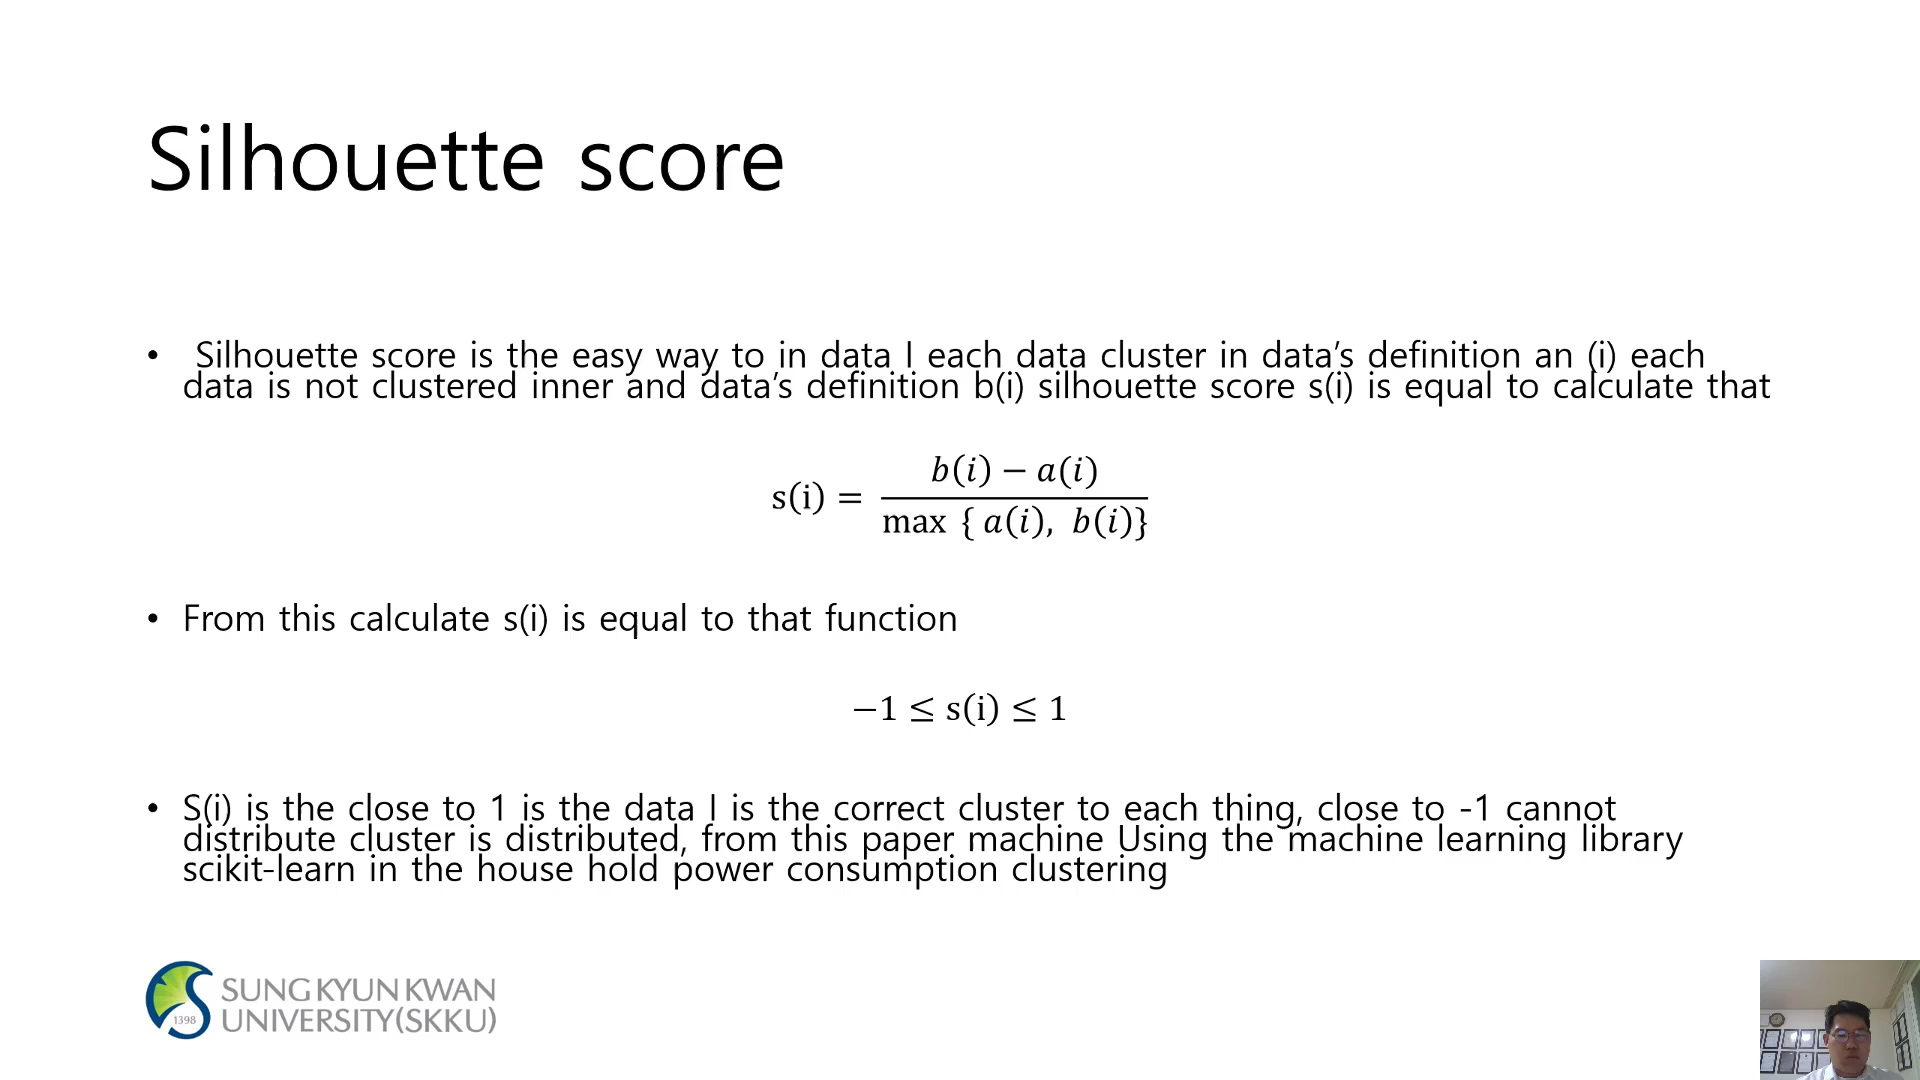 Silhouette score
• Silhouette score is the easy way to in data I each data cluster in data’s definition an (i) each
data is not clustered inner and data’s definition b(i) silhouette score s(i) is equal to calculate that
s(i) = b(i) − a(i) / max { a(i), b(i)}
• From this calculate s(i) is equal to that function
−1 ≤ s(i) ≤ 1
• S(i) is the close to 1 is the data I is the correct cluster to each thing, close to -1 cannot
distribute cluster is distributed, from this paper machine Using the machine learning library
scikit-learn in the house hold power consumption clustering
1398
SUNG KYUN KWAN
UNIVERSITY(SKKU)